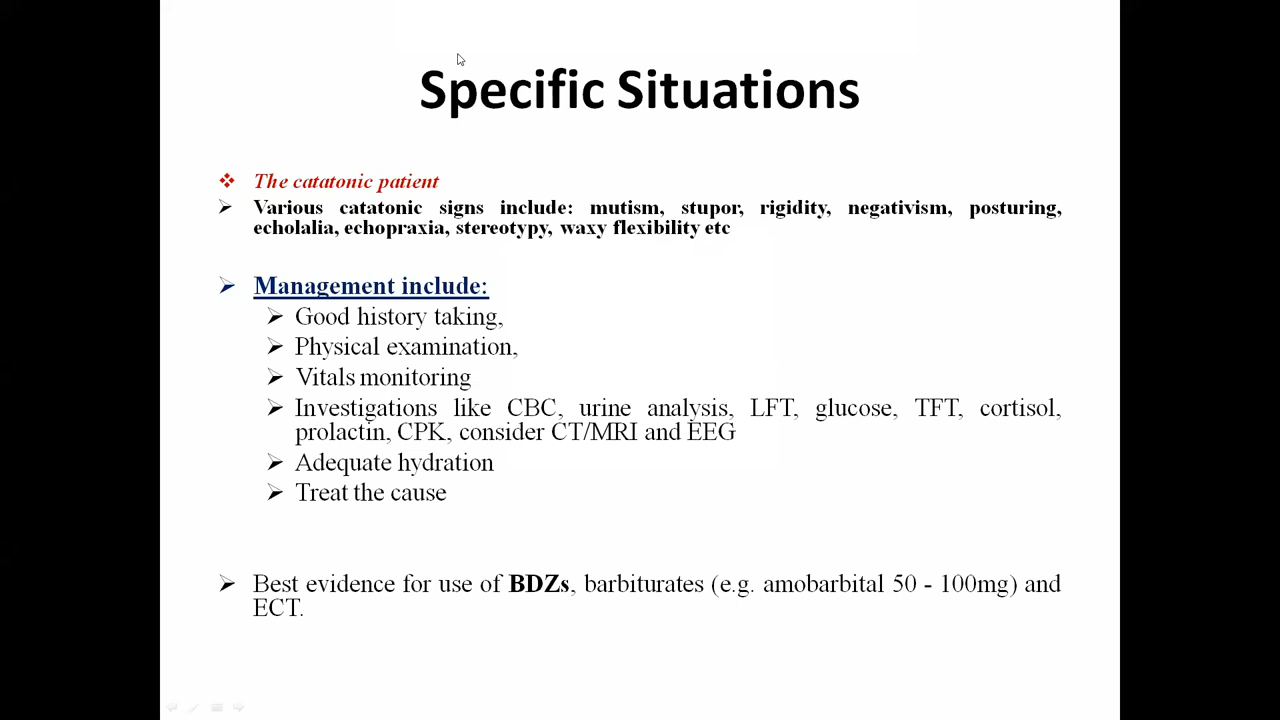 Specific Situations
The catatonic patient
Various catatonic signs include: mutism, stupor, rigidity, negativism, posturing,
echolalia, echopraxia, stereotypy, waxy flexibility etc
Management include:
Good history taking,
Physical examination,
Vitals monitoring
Investigations like CBC, urine analysis, LFT, glucose, TFT, cortisol,
prolactin, CPK, consider CT/MRI and EEG
Adequate hydration
Treat the cause
Best evidence for use of BDZs, barbiturates (e.g. amobarbital 50 - 100mg) and
ECT.